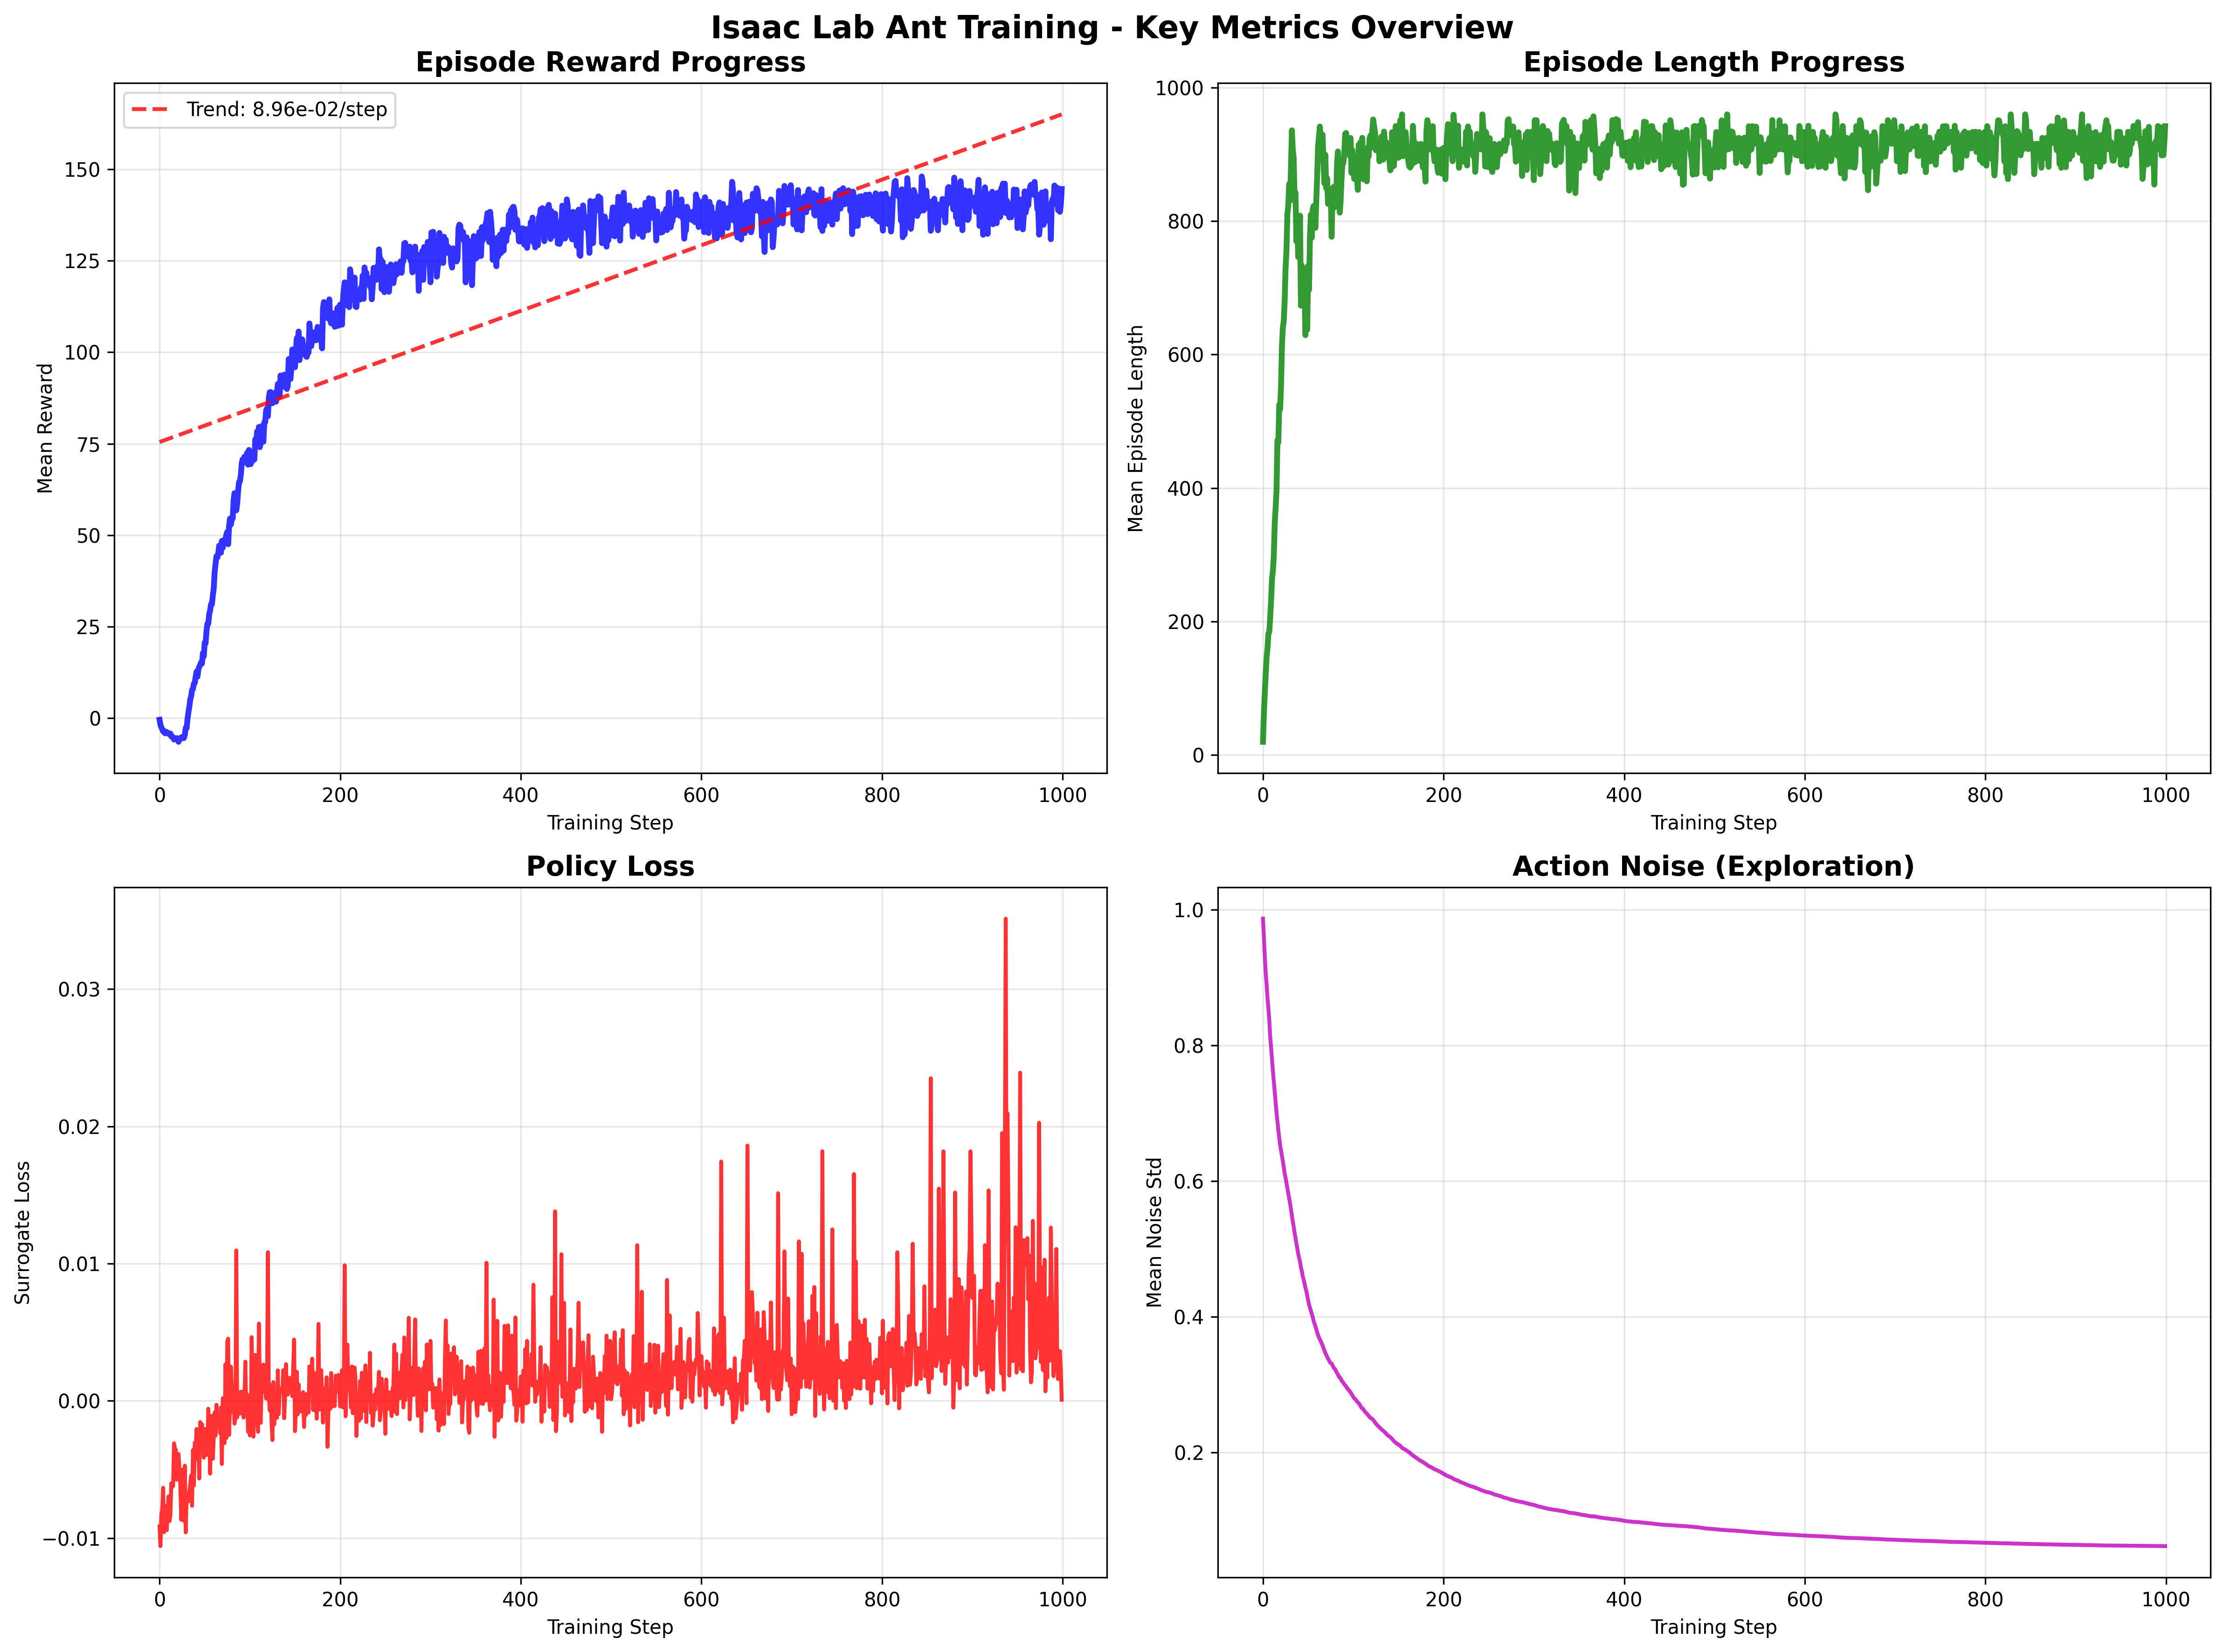 Isaac Lab Ant Training - Key Metrics Overview
Episode Reward Progress
Trend: 8.96e-02/step
Mean Reward
150
125
100
75
50
25
0
0 200 400 600 800 1000
Training Step
Episode Length Progress
Mean Episode Length
1000
800
600
400
200
0
0 200 400 600 800 1000
Training Step
Policy Loss
Surrogate Loss
0.03
0.02
0.01
0.00
−0.01
0 200 400 600 800 1000
Training Step
Action Noise (Exploration)
Mean Noise Std
1.0
0.8
0.6
0.4
0.2
0 200 400 600 800 1000
Training Step